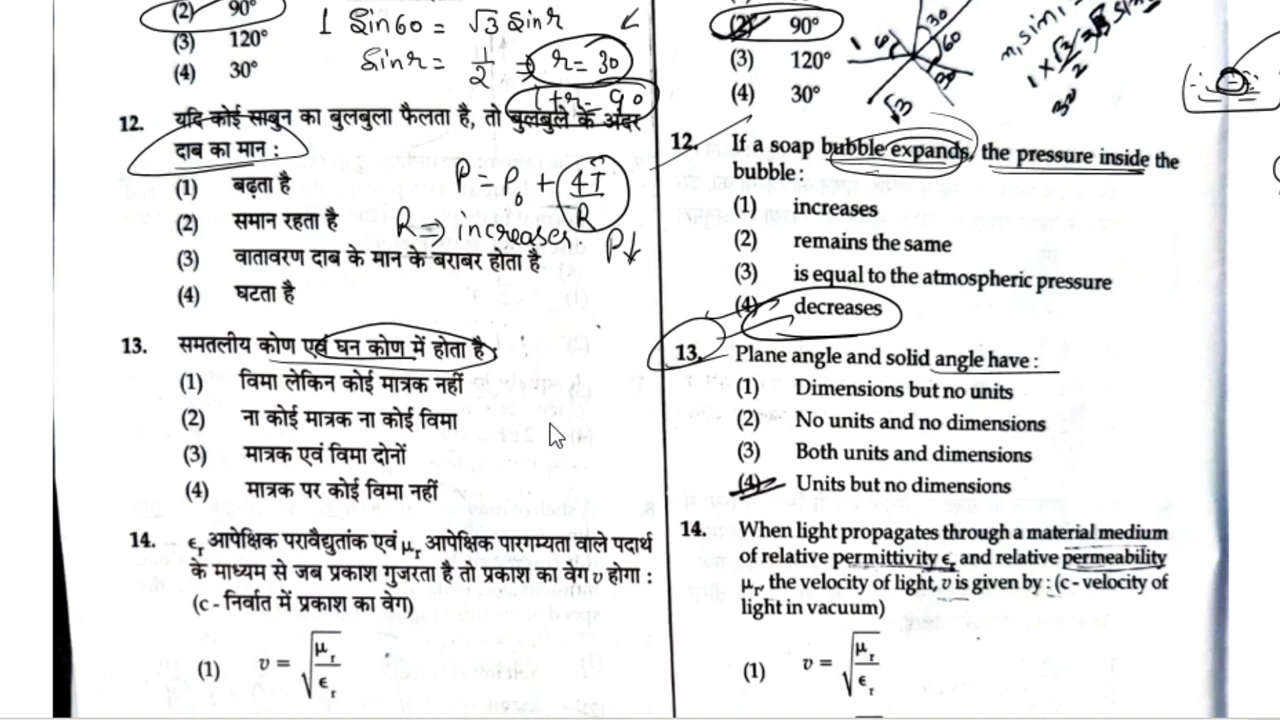 (2) 90°
(3) 120°
(4) 30°
1 Sin60 = √3 Sinr
Sinr = 1/2 ⇒ r = 30
i+r = 90
12. यदि कोई साबुन का बुलबुला फैलता है, तो बुलबुले के अंदर
दाब का मान :
(1) बढ़ता है
(2) समान रहता है
(3) वातावरण दाब के मान के बराबर होता है
(4) घटता है
P = P₀ + 4T/R
R ⇒ increases P↓
13. समतलीय कोण एवं घन कोण में होता है :
(1) विमा लेकिन कोई मात्रक नहीं
(2) ना कोई मात्रक ना कोई विमा
(3) मात्रक एवं विमा दोनों
(4) मात्रक पर कोई विमा नहीं
14. ϵr आपेक्षिक परावैद्युतांक एवं μr आपेक्षिक पारगम्यता वाले पदार्थ
के माध्यम से जब प्रकाश गुजरता है तो प्रकाश का वेग v होगा :
(c - निर्वात में प्रकाश का वेग)
(1) v = √(μr/ϵr)
(2) 90°
(3) 120°
(4) 30°
30
60
30
√3
12. If a soap bubble expands, the pressure inside the
bubble :
(1) increases
(2) remains the same
(3) is equal to the atmospheric pressure
(4) decreases
13. Plane angle and solid angle have :
(1) Dimensions but no units
(2) No units and no dimensions
(3) Both units and dimensions
(4) Units but no dimensions
14. When light propagates through a material medium
of relative permittivity ϵr and relative permeability
μr, the velocity of light, v is given by : (c - velocity of
light in vacuum)
(1) v = √(μr/ϵr)